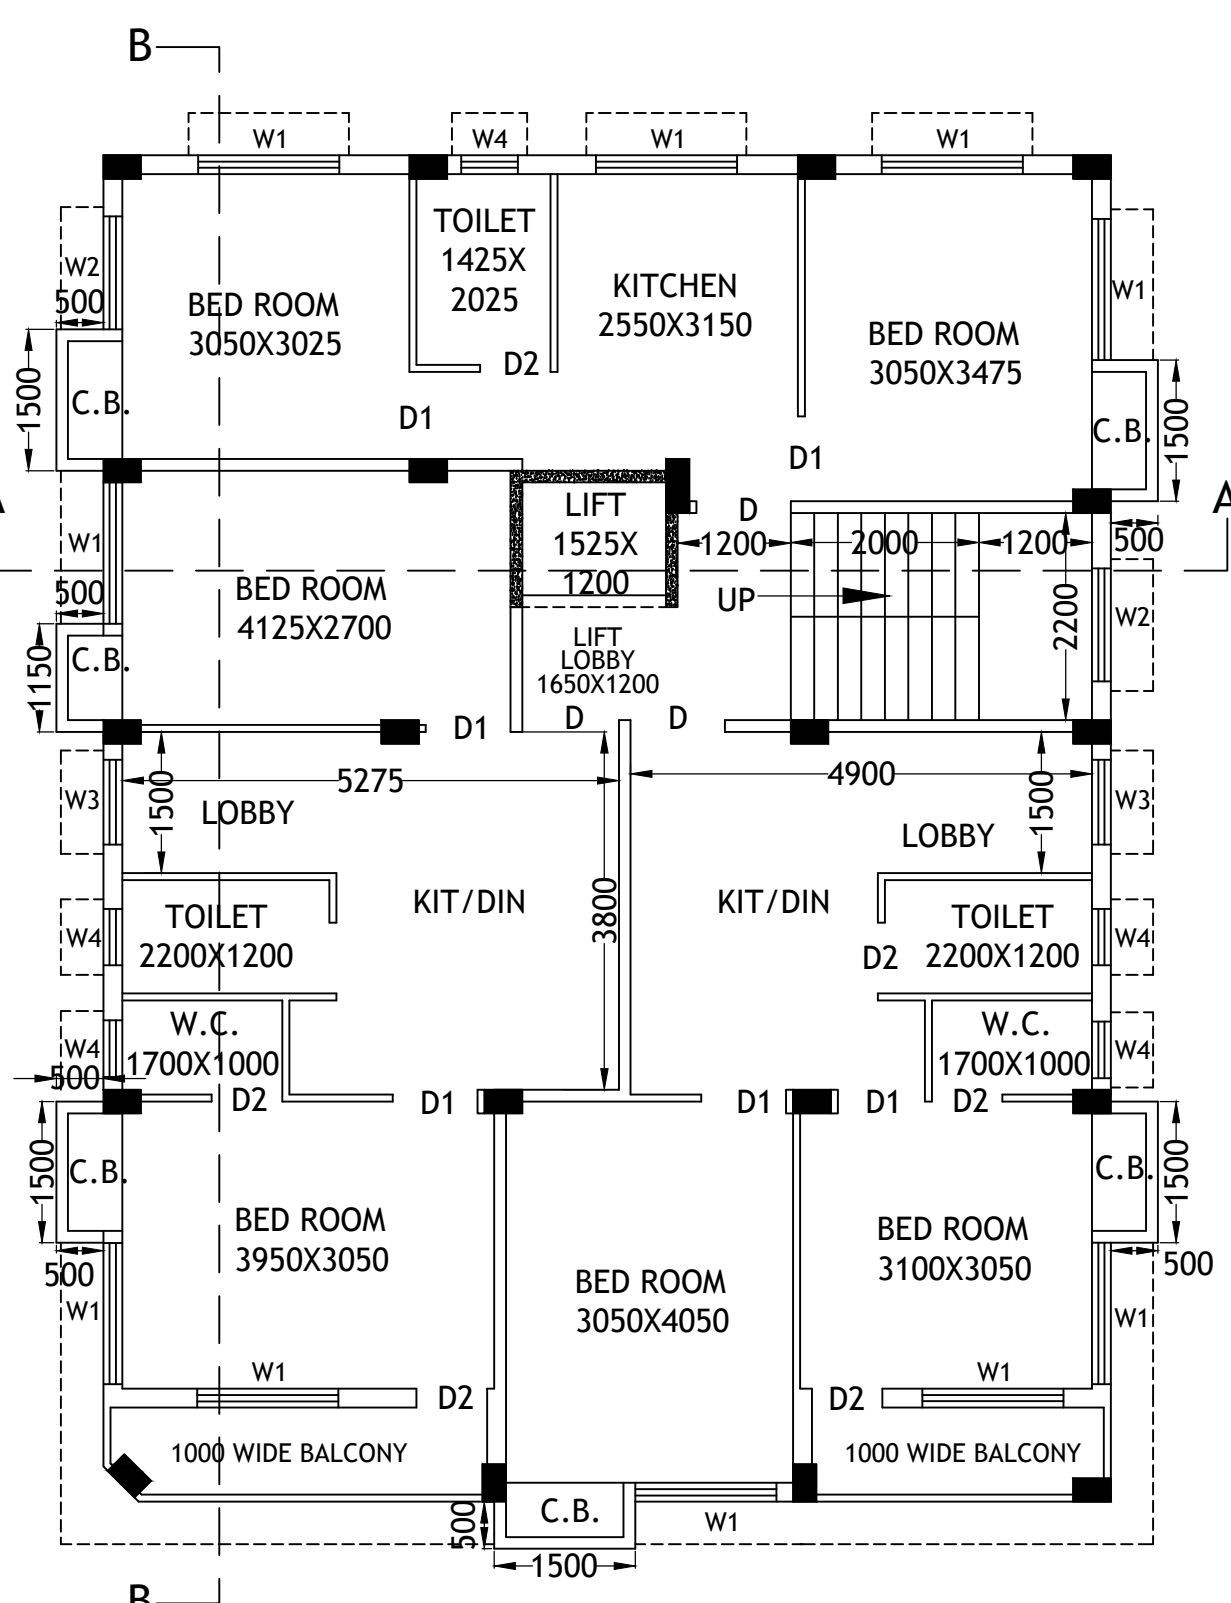 B
W1
W4
W1
W1
TOILET
1425X
2025
W2
500
BED ROOM
3050X3025
KITCHEN
2550X3150
W1
BED ROOM
3050X3475
1500
C.B.
D2
D1
C.B.
1500
D1
LIFT
1525X
1200
D
A
W1
1200
2000
1200
500
500
BED ROOM
4125X2700
UP
2200
W2
1150
C.B.
LIFT
LOBBY
1650X1200
D1
D
D
5275
4900
W3
1500
LOBBY
1500
W3
LOBBY
KIT/DIN
3800
KIT/DIN
TOILET
2200X1200
TOILET
2200X1200
W4
D2
W4
W.C.
1700X1000
W.C.
1700X1000
W4
W4
500
D2
D1
D1
D1
D2
1500
C.B.
C.B.
1500
BED ROOM
3950X3050
BED ROOM
3100X3050
500
500
BED ROOM
3050X4050
W1
W1
W1
W1
D2
D2
1000 WIDE BALCONY
1000 WIDE BALCONY
500
C.B.
W1
1500
B